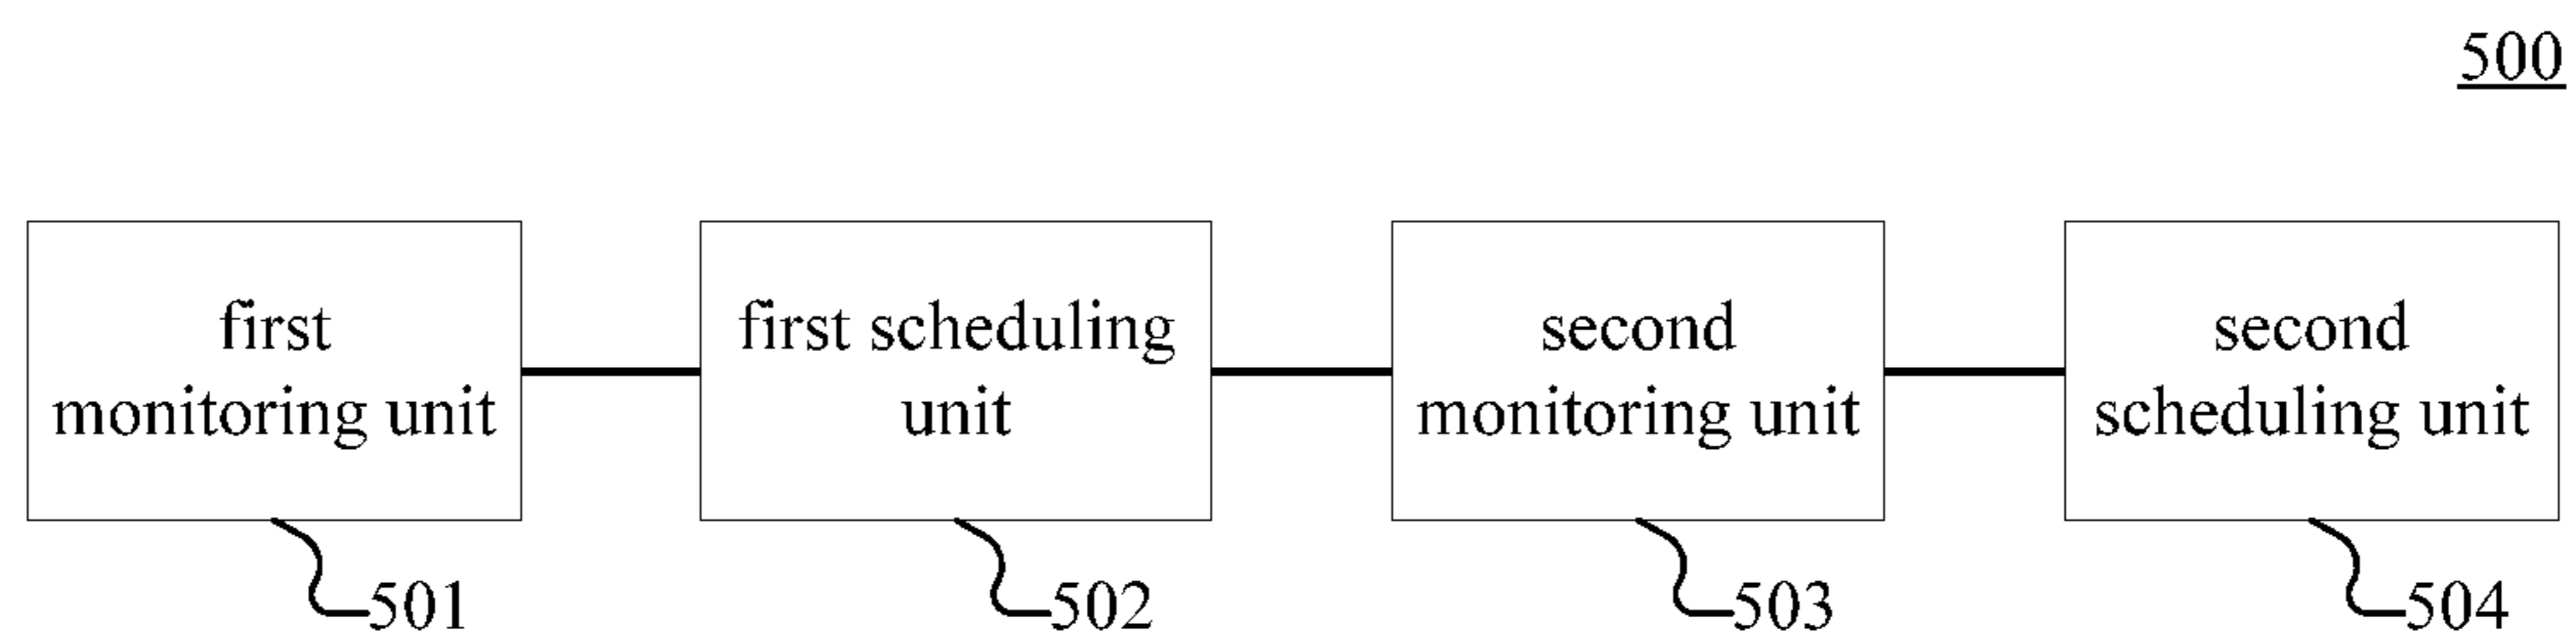 500
first
monitoring unit
first scheduling
unit
second
monitoring unit
second
scheduling unit
501
502
503
504